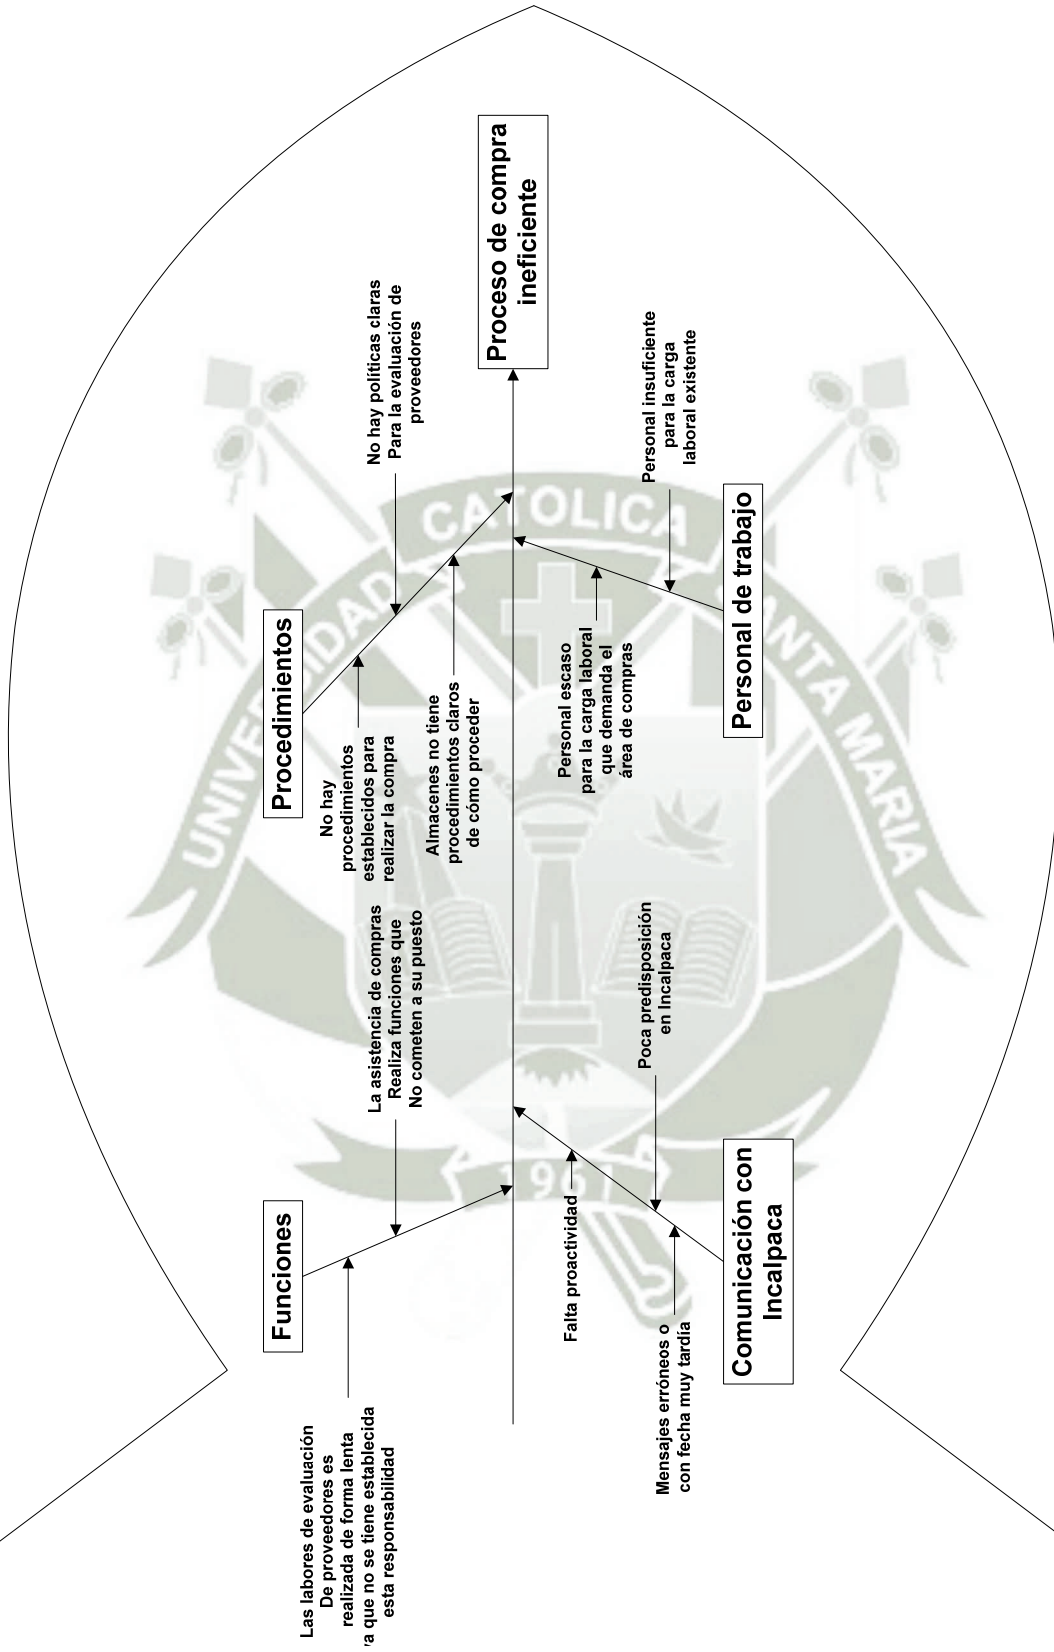 Funciones
Las labores de evaluación
De proveedores es
realizada de forma lenta
ya que no se tiene establecida
esta responsabilidad
La asistencia de compras
Realiza funciones que
No cometen a su puesto
Procedimientos
No hay
procedimientos
establecidos para
realizar la compra
No hay políticas claras
Para la evaluación de
proveedores
Almacenes no tiene
procedimientos claros
de cómo proceder
Proceso de compra
ineficiente
Comunicación con
Incalpaca
Falta proactividad
Mensajes erróneos o
con fecha muy tardía
Poca predisposición
en Incalpaca
Personal de trabajo
Personal escaso
para la carga laboral
que demanda el
área de compras
Personal insuficiente
para la carga
laboral existente
UNIVERSIDAD
CATOLICA
SANTA MARIA
1961